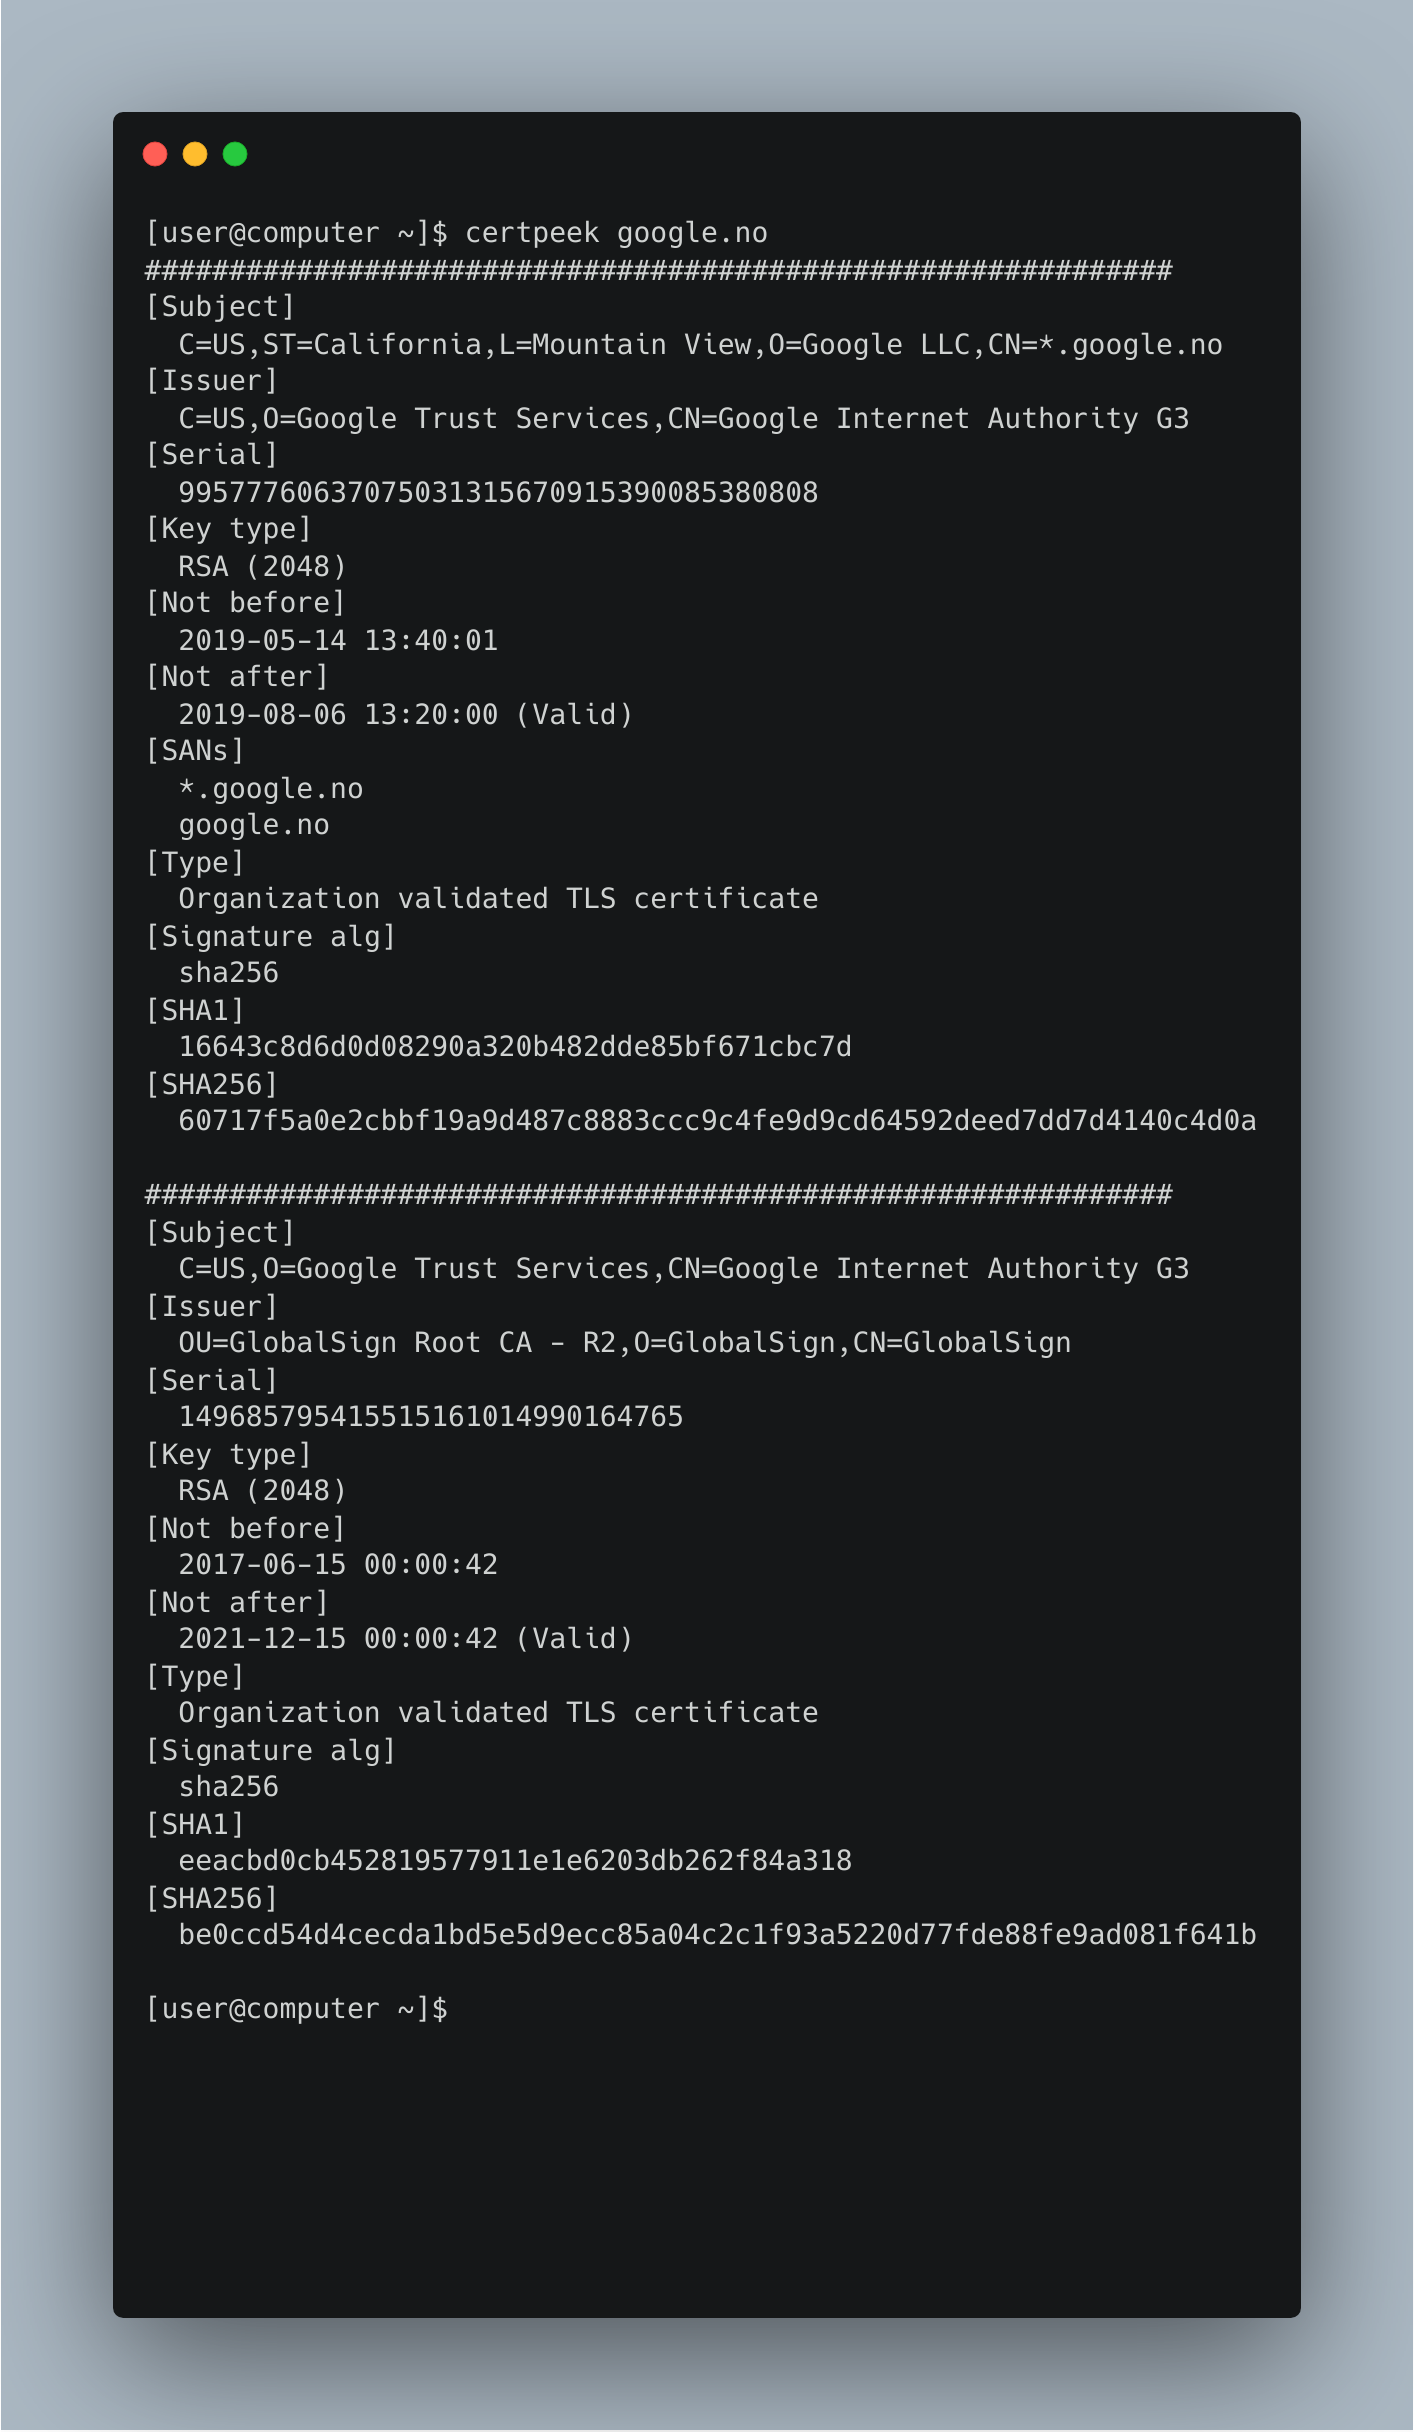 [user@computer ~]$ certpeek google.no
#############################################################
[Subject]
  C=US,ST=California,L=Mountain View,O=Google LLC,CN=*.google.no
[Issuer]
  C=US,O=Google Trust Services,CN=Google Internet Authority G3
[Serial]
  99577760637075031315670915390085380808
[Key type]
  RSA (2048)
[Not before]
  2019-05-14 13:40:01
[Not after]
  2019-08-06 13:20:00 (Valid)
[SANs]
  *.google.no
  google.no
[Type]
  Organization validated TLS certificate
[Signature alg]
  sha256
[SHA1]
  16643c8d6d0d08290a320b482dde85bf671cbc7d
[SHA256]
  60717f5a0e2cbbf19a9d487c8883ccc9c4fe9d9cd64592deed7dd7d4140c4d0a

#############################################################
[Subject]
  C=US,O=Google Trust Services,CN=Google Internet Authority G3
[Issuer]
  OU=GlobalSign Root CA - R2,O=GlobalSign,CN=GlobalSign
[Serial]
  149685795415515161014990164765
[Key type]
  RSA (2048)
[Not before]
  2017-06-15 00:00:42
[Not after]
  2021-12-15 00:00:42 (Valid)
[Type]
  Organization validated TLS certificate
[Signature alg]
  sha256
[SHA1]
  eeacbd0cb452819577911e1e6203db262f84a318
[SHA256]
  be0ccd54d4cecda1bd5e5d9ecc85a04c2c1f93a5220d77fde88fe9ad081f641b

[user@computer ~]$